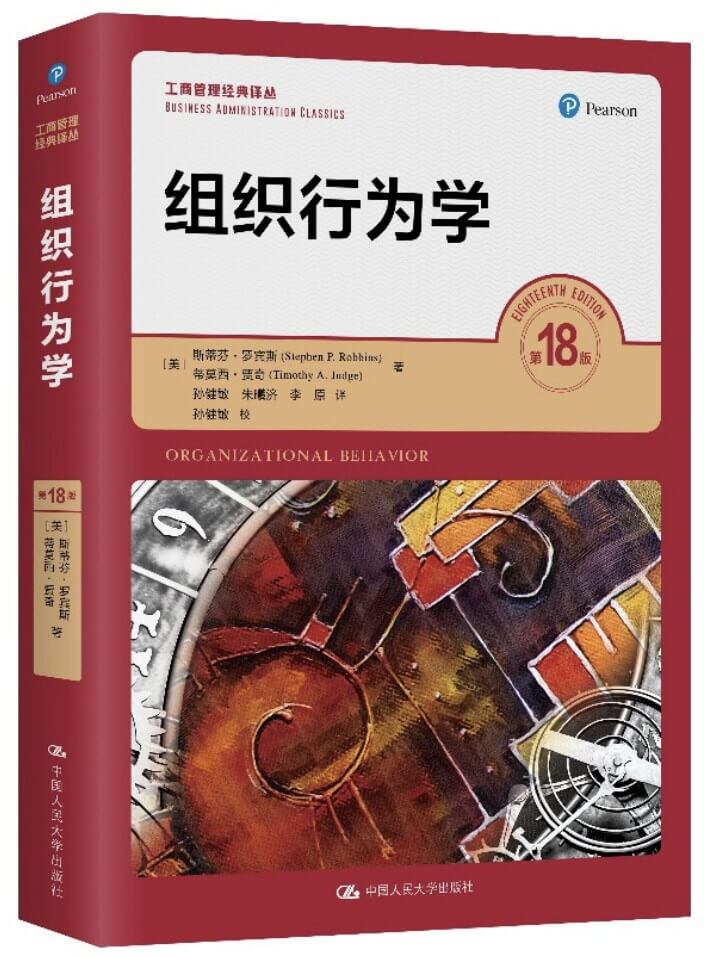 Pearson
工商管理
经典译丛
组织行为学
第18版
[美]
斯蒂芬·罗宾斯
蒂莫西·贾奇
著
中国人民大学出版社
工商管理经典译丛
BUSINESS ADMINISTRATION CLASSICS
Pearson
组织行为学
EIGHTEENTH EDITION
第18版
[美] 斯蒂芬·罗宾斯 (Stephen P. Robbins)
蒂莫西·贾奇 (Timothy A. Judge) 著
孙健敏 朱曦济 李原 译
孙健敏 校
ORGANIZATIONAL BEHAVIOR
9
中国人民大学出版社